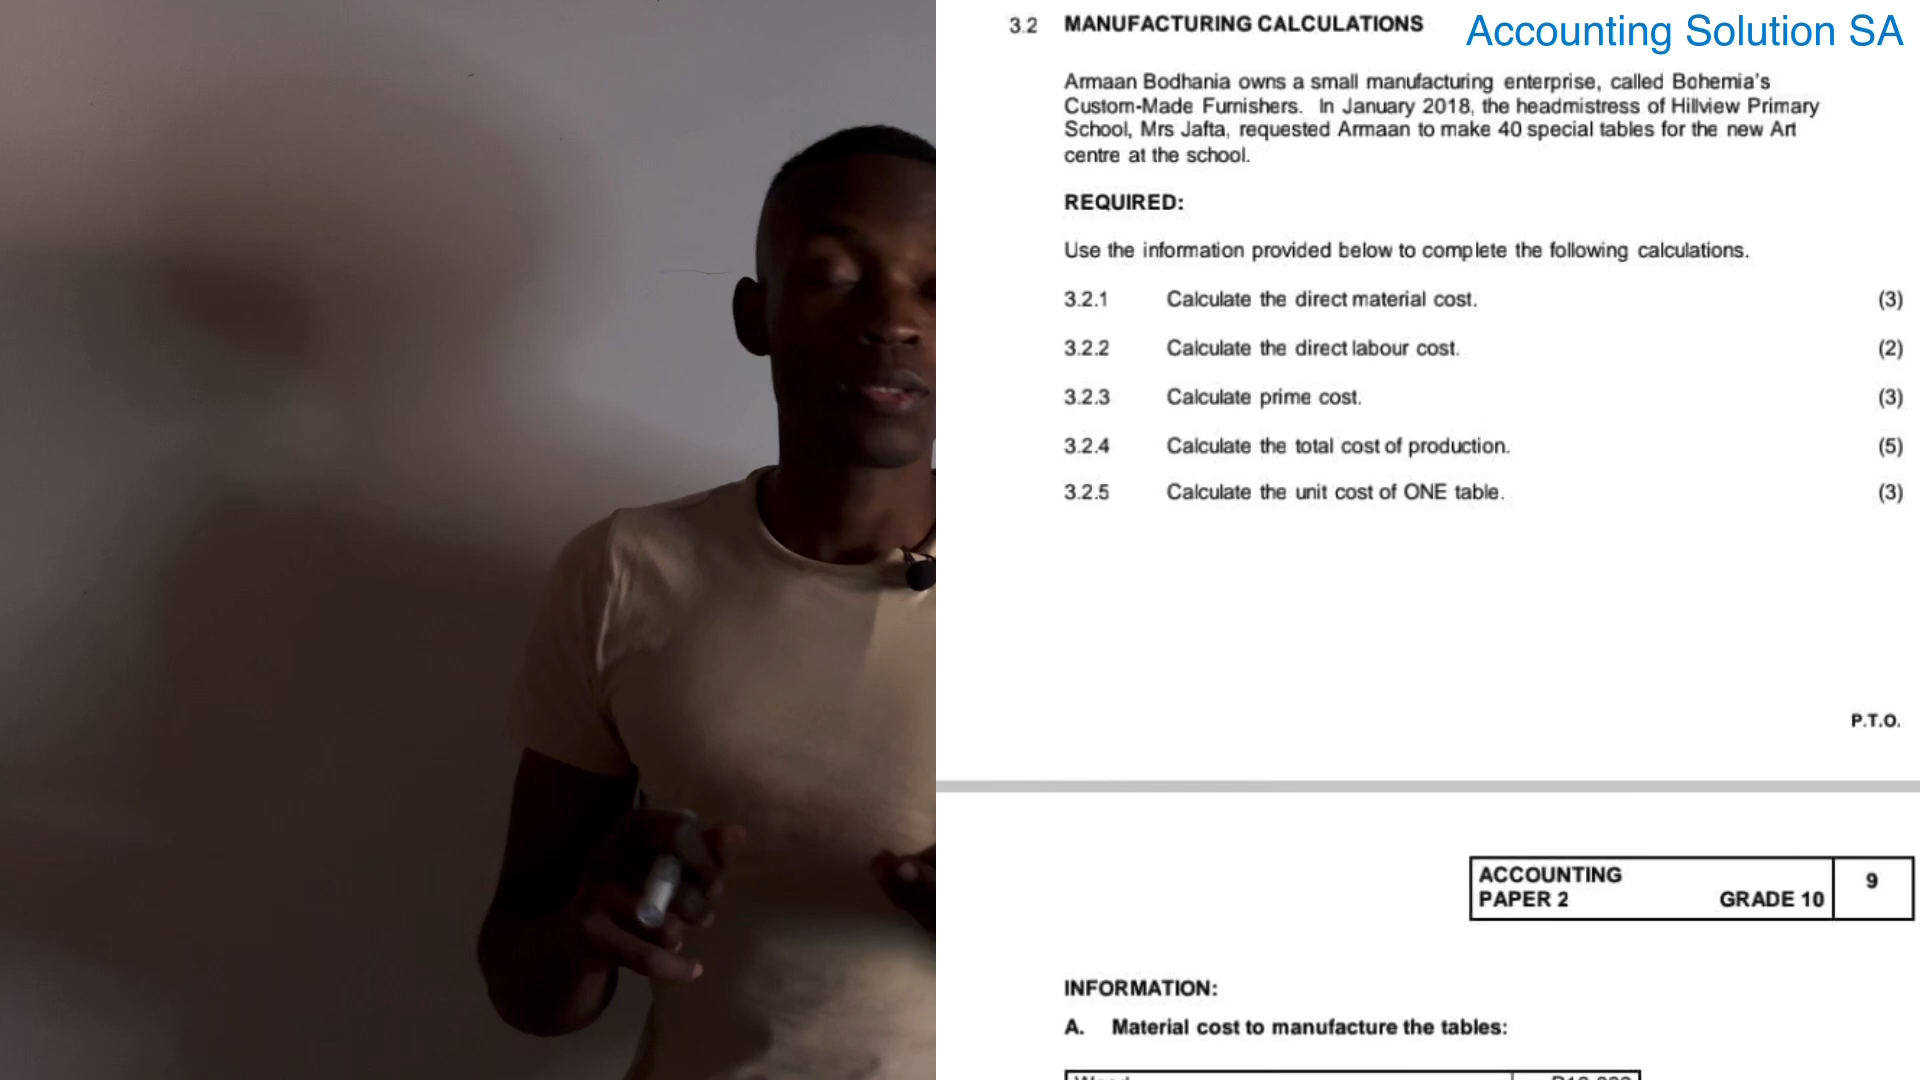 3.2 MANUFACTURING CALCULATIONS
Accounting Solution SA
Armaan Bodhania owns a small manufacturing enterprise, called Bohemia's
Custom-Made Furnishers. In January 2018, the headmistress of Hillview Primary
School, Mrs Jafta, requested Armaan to make 40 special tables for the new Art
centre at the school.
REQUIRED:
Use the information provided below to complete the following calculations.
3.2.1 Calculate the direct material cost. (3)
3.2.2 Calculate the direct labour cost. (2)
3.2.3 Calculate prime cost. (3)
3.2.4 Calculate the total cost of production. (5)
3.2.5 Calculate the unit cost of ONE table. (3)
P.T.O.
ACCOUNTING
PAPER 2 GRADE 10
9
INFORMATION:
A. Material cost to manufacture the tables: